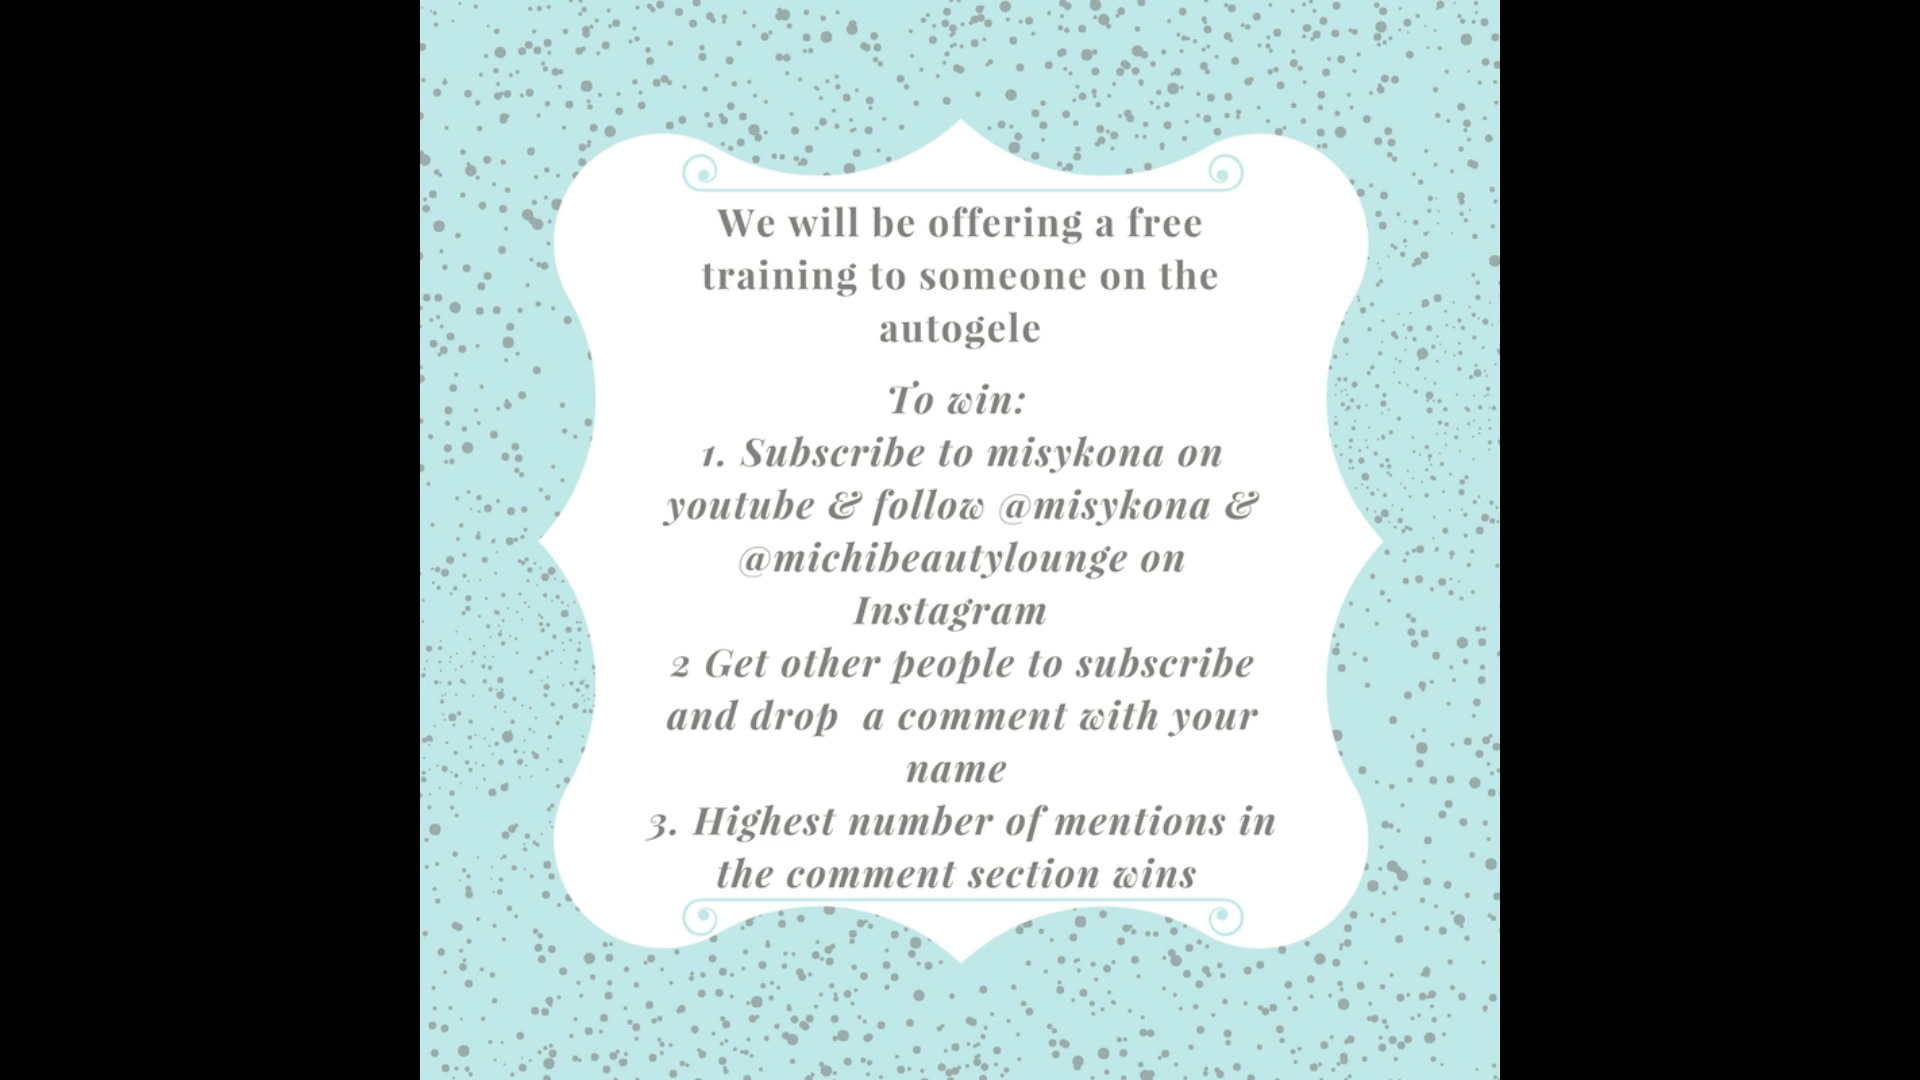 We will be offering a free
training to someone on the
autogele
To win:
1. Subscribe to misykona on
youtube & follow @misykona &
@michibeautylounge on
Instagram
2 Get other people to subscribe
and drop  a comment with your
name
3. Highest number of mentions in
the comment section wins